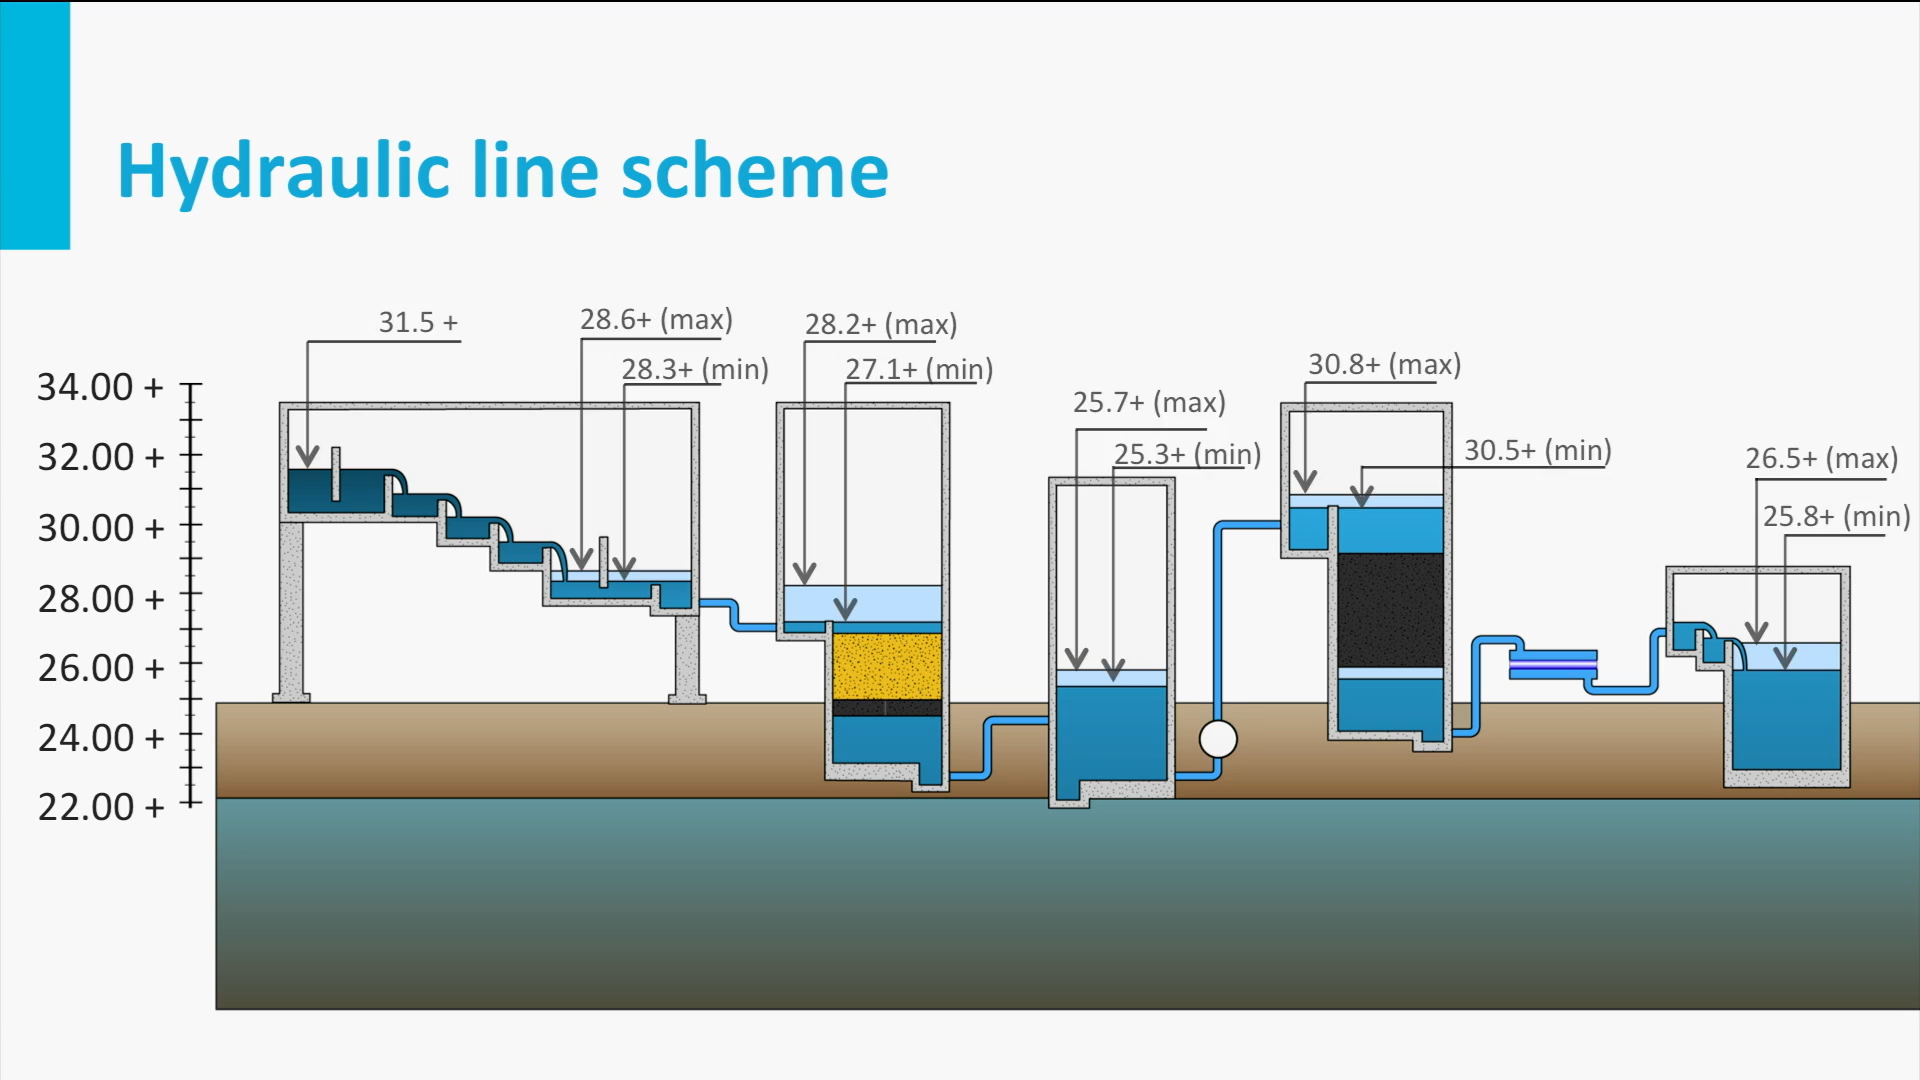 Hydraulic line scheme
31.5 +
28.6+ (max)
28.3+ (min)
28.2+ (max)
27.1+ (min)
25.7+ (max)
25.3+ (min)
30.8+ (max)
30.5+ (min)
26.5+ (max)
25.8+ (min)
34.00 +
32.00 +
30.00 +
28.00 +
26.00 +
24.00 +
22.00 +